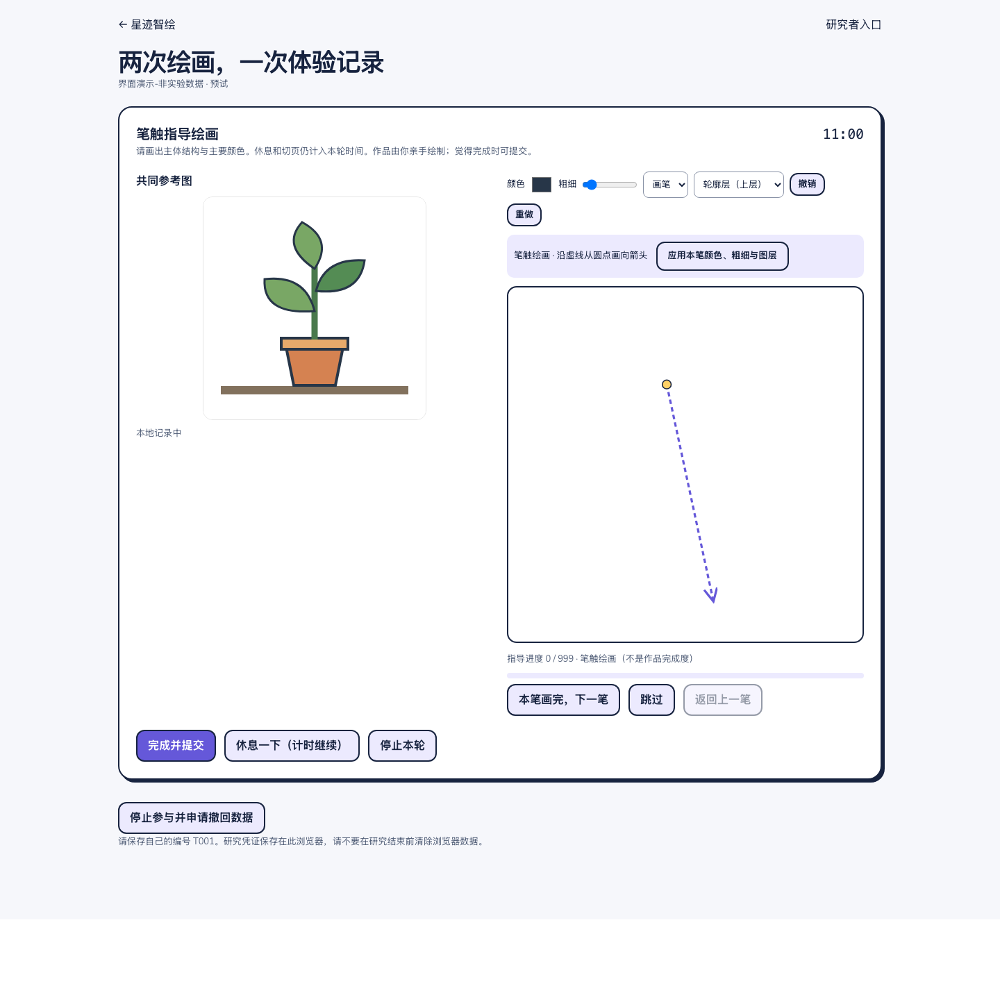 ← 星迹智绘
研究者入口
两次绘画，一次体验记录
界面演示-非实验数据 · 预试
笔触指导绘画
11:00
请画出主体结构与主要颜色。休息和切页仍计入本轮时间。作品由你亲手绘制；觉得完成时可提交。
共同参考图
颜色 粗细 画笔 轮廓层（上层） 撤销
重做
笔触绘画 · 沿虚线从圆点画向箭头 应用本笔颜色、粗细与图层
本地记录中
指导进度 0 / 999 · 笔触绘画（不是作品完成度）
本笔画完，下一笔 跳过 返回上一笔
完成并提交 休息一下（计时继续） 停止本轮
停止参与并申请撤回数据
请保存自己的编号 T001。研究凭证保存在此浏览器，请不要在研究结束前清除浏览器数据。